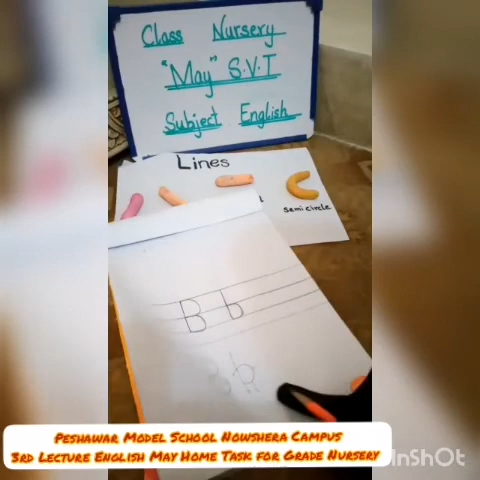 Class Nursery
"May" S.V.T
Subject English
Lines
semi circle
B b
Peshawar Model School Nowshera Campus
3rd Lecture English May Home Task for Grade Nursery
InShOt